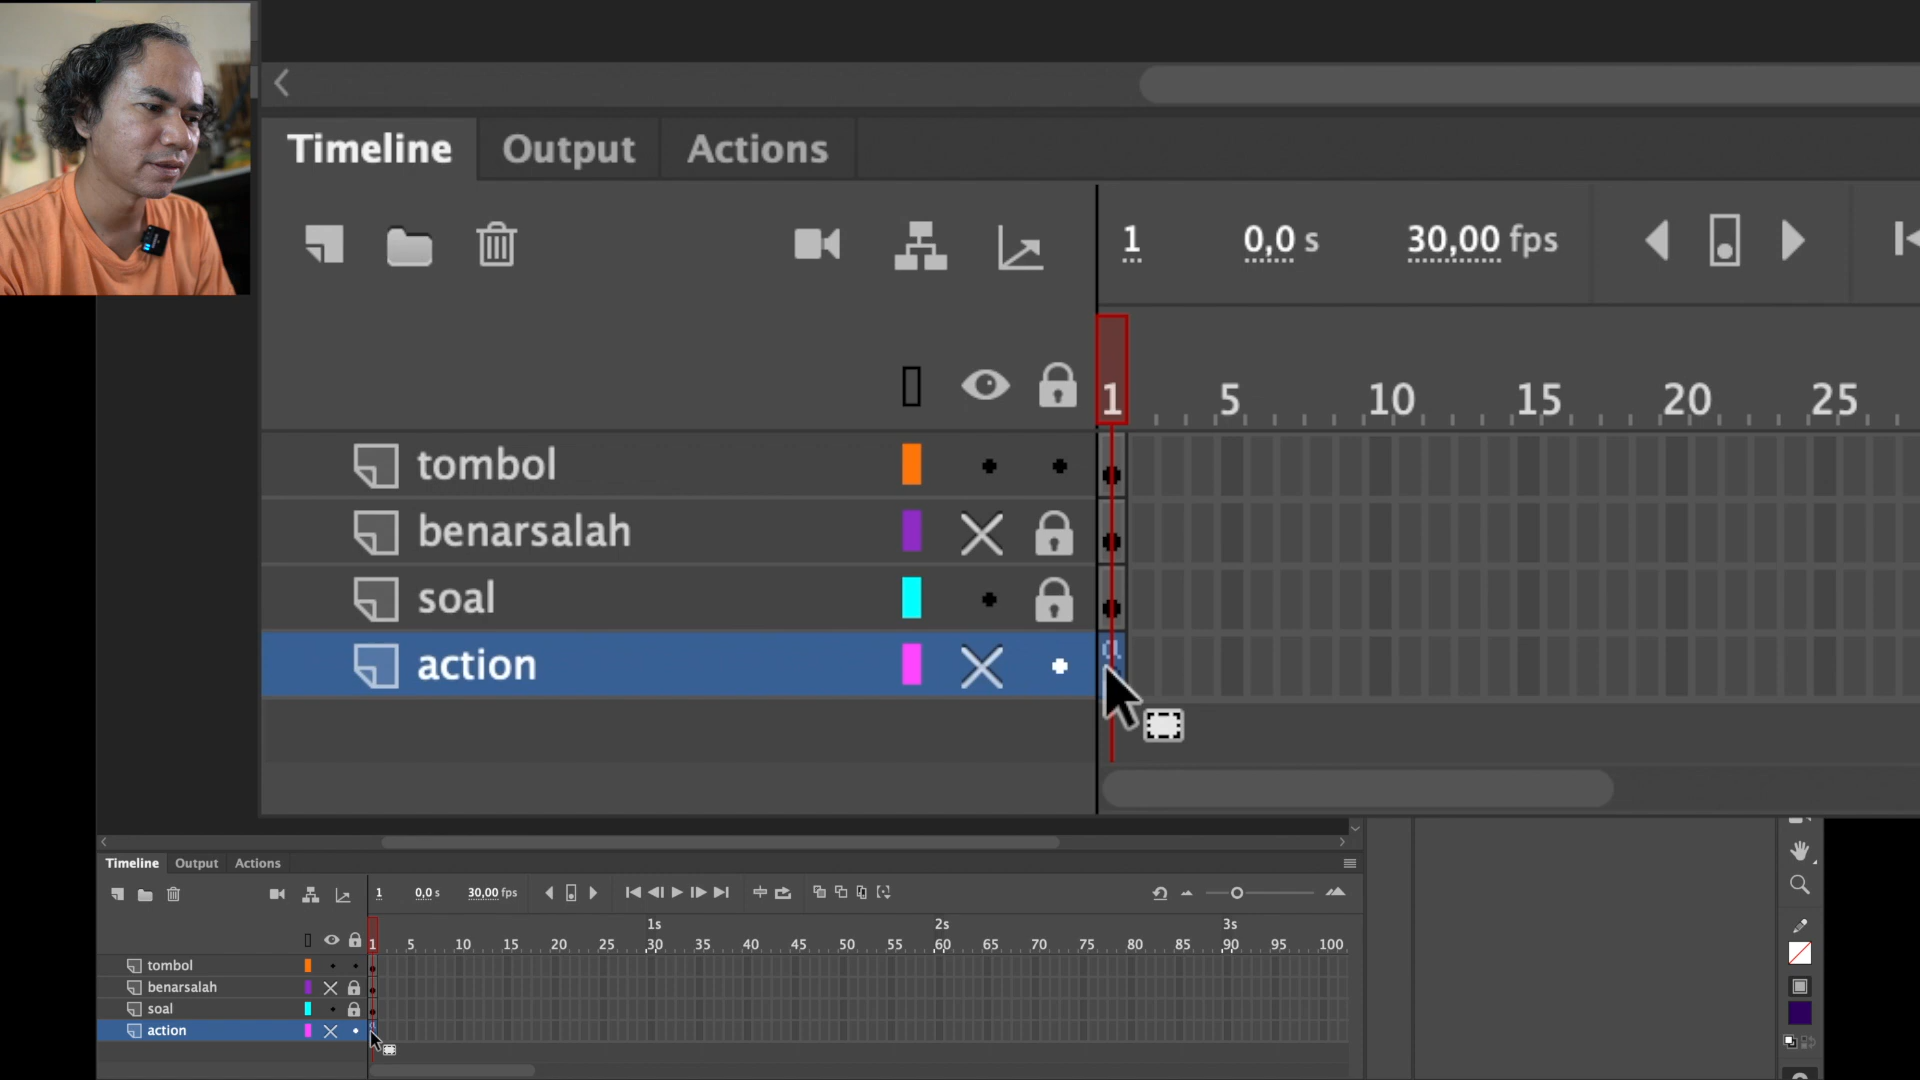 Timeline Output Actions
1 0,0 s 30,00 fps
1 5 10 15 20 25
tombol
benarsalah
soal
action
Timeline Output Actions
1 0,0 s 30,00 fps
1s 2s 3s
1 5 10 15 20 25 30 35 40 45 50 55 60 65 70 75 80 85 90 95 100
tombol
benarsalah
soal
action